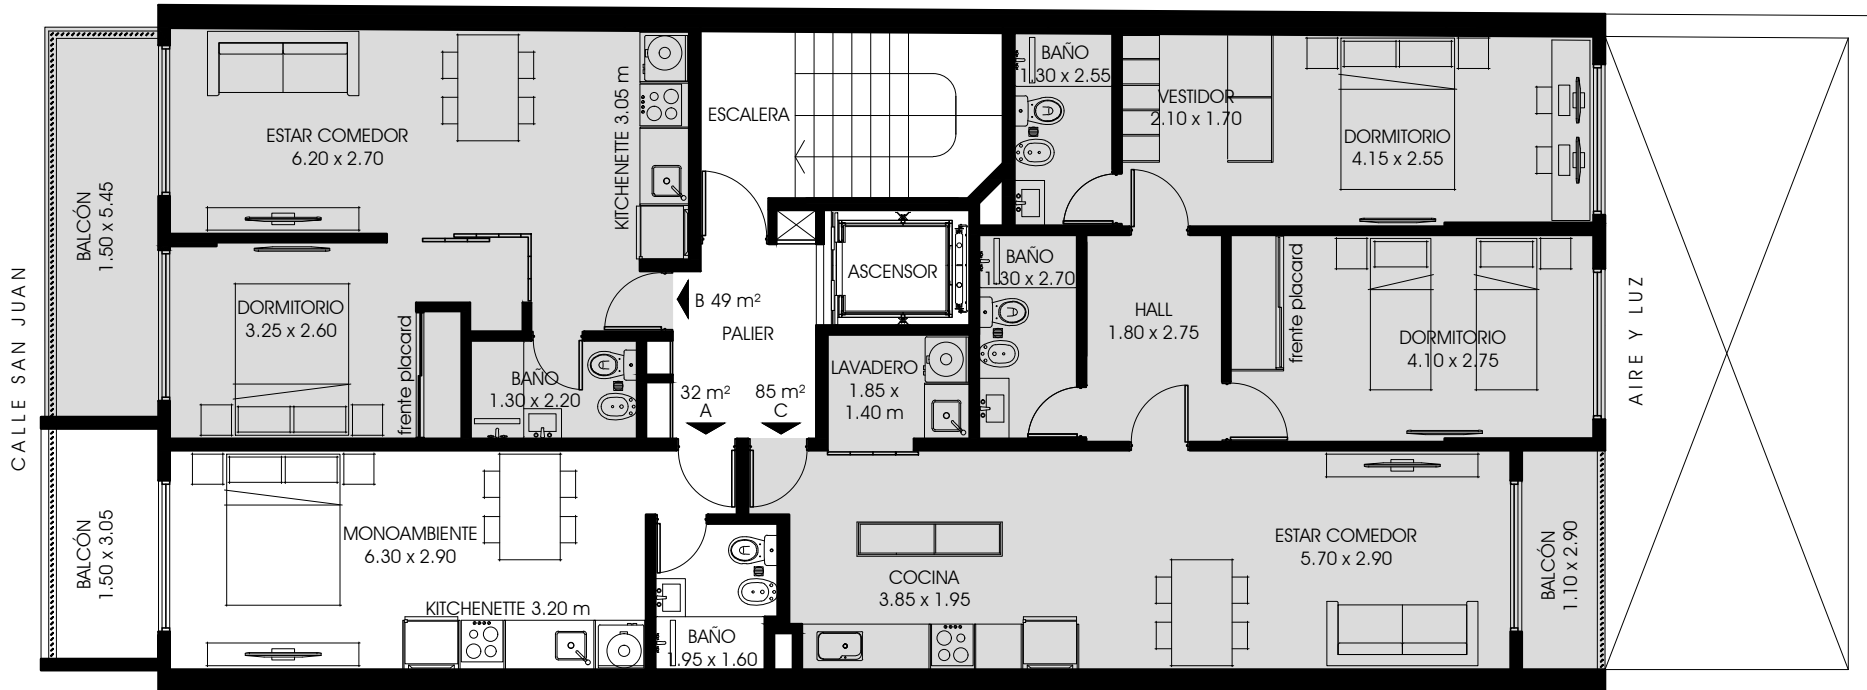 CALLE SAN JUAN
BALCÓN
1.50 x 5.45
ESTAR COMEDOR
6.20 x 2.70
KITCHENETTE 3.05 m
DORMITORIO
3.25 x 2.60
frente placard
BAÑO
1.30 x 2.20
ESCALERA
ASCENSOR
B 49 m²
PALIER
32 m²
A
85 m²
C
LAVADERO
1.85 x
1.40 m
BAÑO
1.30 x 2.55
VESTIDOR
2.10 x 1.70
DORMITORIO
4.15 x 2.55
BAÑO
1.30 x 2.70
HALL
1.80 x 2.75
frente placard
DORMITORIO
4.10 x 2.75
AIRE Y LUZ
BALCÓN
1.50 x 3.05
MONOAMBIENTE
6.30 x 2.90
KITCHENETTE 3.20 m
BAÑO
1.95 x 1.60
COCINA
3.85 x 1.95
ESTAR COMEDOR
5.70 x 2.90
BALCÓN
1.10 x 2.90